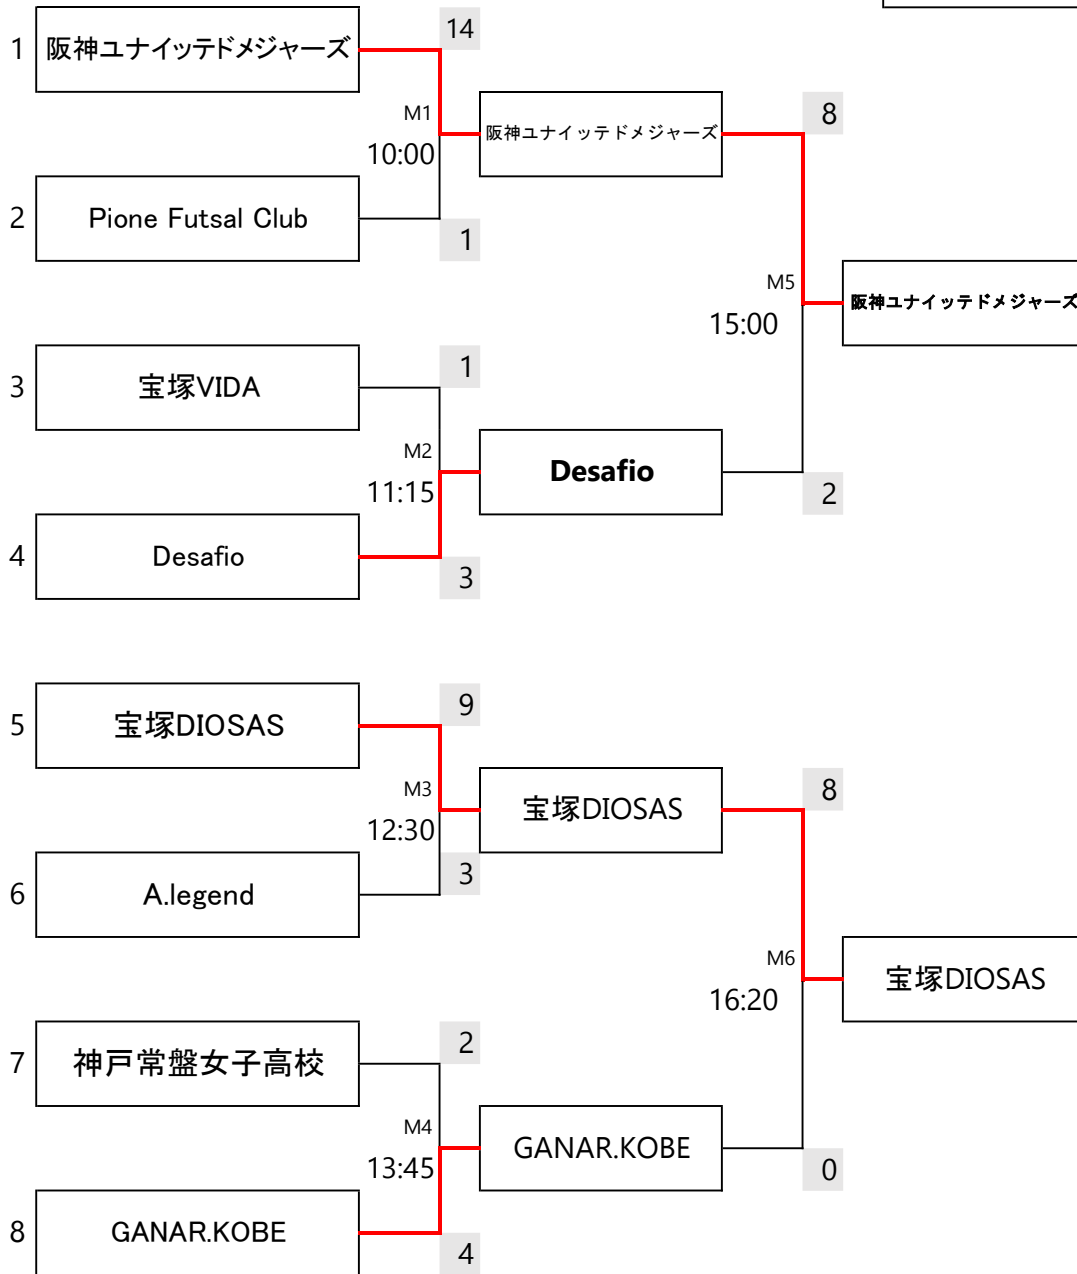 1
阪神ユナイッテドメジャーズ
14
M1
10:00
阪神ユナイッテドメジャーズ
8
2
Pione Futsal Club
1
M5
15:00
阪神ユナイッテドメジャーズ
3
宝塚VIDA
1
M2
11:15
Desafio
2
4
Desafio
3
5
宝塚DIOSAS
9
M3
12:30
宝塚DIOSAS
8
6
A.legend
3
M6
16:20
宝塚DIOSAS
7
神戸常盤女子高校
2
M4
13:45
GANAR.KOBE
0
8
GANAR.KOBE
4